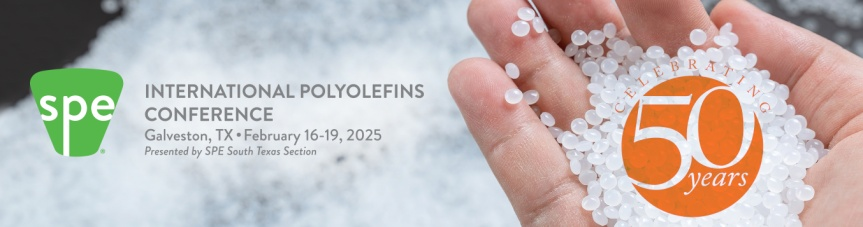 spe
INTERNATIONAL POLYOLEFINS
CONFERENCE
Galveston, TX • February 16-19, 2025
Presented by SPE South Texas Section
CELEBRATING
50
years